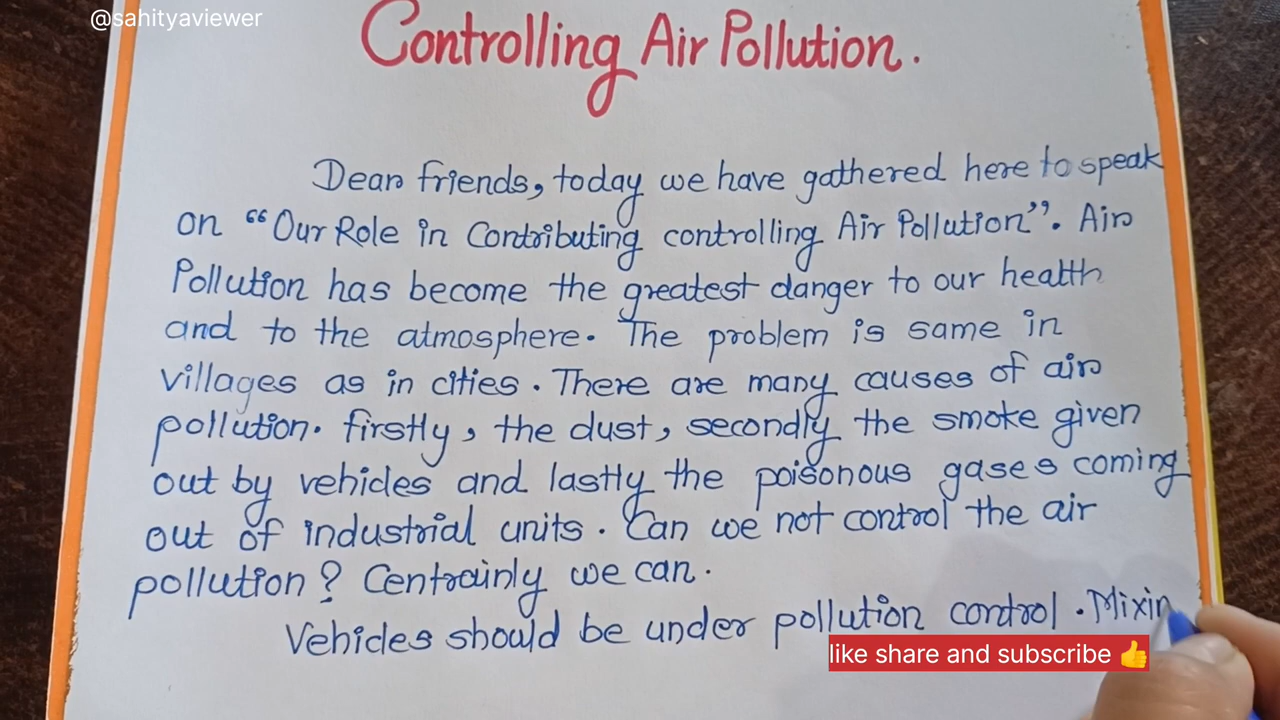 @sahityaviewer
Controlling Air Pollution.
Dear friends, today we have gathered here to speak
on "Our Role in Contributing controlling Air Pollution". Air
Pollution has become the greatest danger to our health
and to the atmosphere. The problem is same in
villages as in cities. There are many causes of air
pollution. firstly, the dust, secondly the smoke given
out by vehicles and lastly the poisonous gases coming
out of industrial units. Can we not control the air
pollution? Centrainly we can.
Vehicles should be under pollution control. Mixin
like share and subscribe 👍